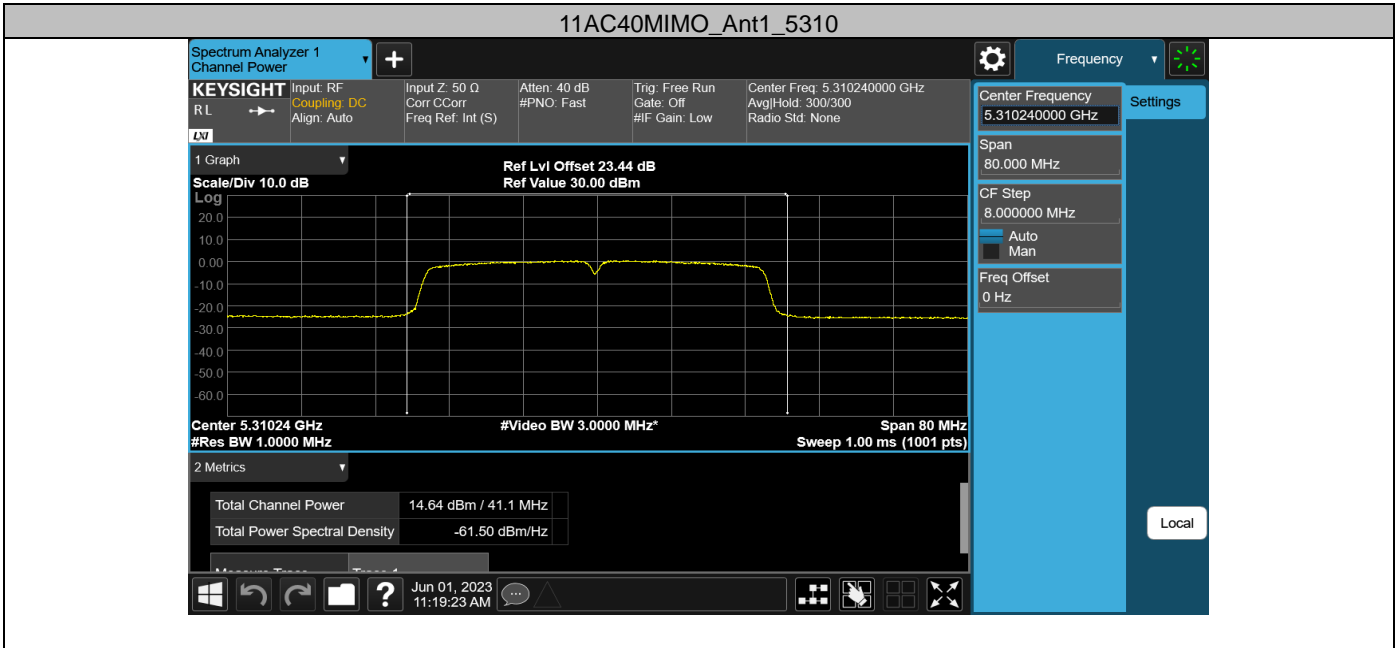 11AC40MIMO_Ant1_5310
Spectrum Analyzer 1
Channel Power
+
Frequency
KEYSIGHT
R L
LXI
Input: RF
Coupling: DC
Align: Auto
Input Z: 50 Ω
Corr CCorr
Freq Ref: Int (S)
Atten: 40 dB
#PNO: Fast
Trig: Free Run
Gate: Off
#IF Gain: Low
Center Freq: 5.310240000 GHz
Avg|Hold: 300/300
Radio Std: None
Center Frequency
5.310240000 GHz
Settings
Span
80.000 MHz
CF Step
8.000000 MHz
Auto
Man
Freq Offset
0 Hz
Local
1 Graph
Scale/Div 10.0 dB
Ref Lvl Offset 23.44 dB
Ref Value 30.00 dBm
Log
20.0
10.0
0.00
-10.0
-20.0
-30.0
-40.0
-50.0
-60.0
Center 5.31024 GHz
#Video BW 3.0000 MHz*
Span 80 MHz
#Res BW 1.0000 MHz
Sweep 1.00 ms (1001 pts)
2 Metrics
Total Channel Power 14.64 dBm / 41.1 MHz
Total Power Spectral Density -61.50 dBm/Hz
Measure Trace Trace 1
?
Jun 01, 2023
11:19:23 AM